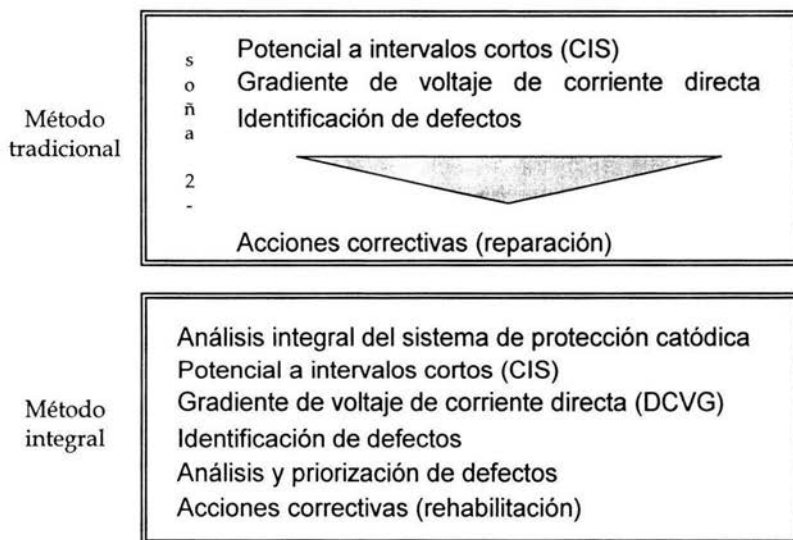 Método
tradicional
s
o
ñ
a
2
-
Potencial a intervalos cortos (CIS)
Gradiente de voltaje de corriente directa
Identificación de defectos
Acciones correctivas (reparación)
Método
integral
Análisis integral del sistema de protección catódica
Potencial a intervalos cortos (CIS)
Gradiente de voltaje de corriente directa (DCVG)
Identificación de defectos
Análisis y priorización de defectos
Acciones correctivas (rehabilitación)